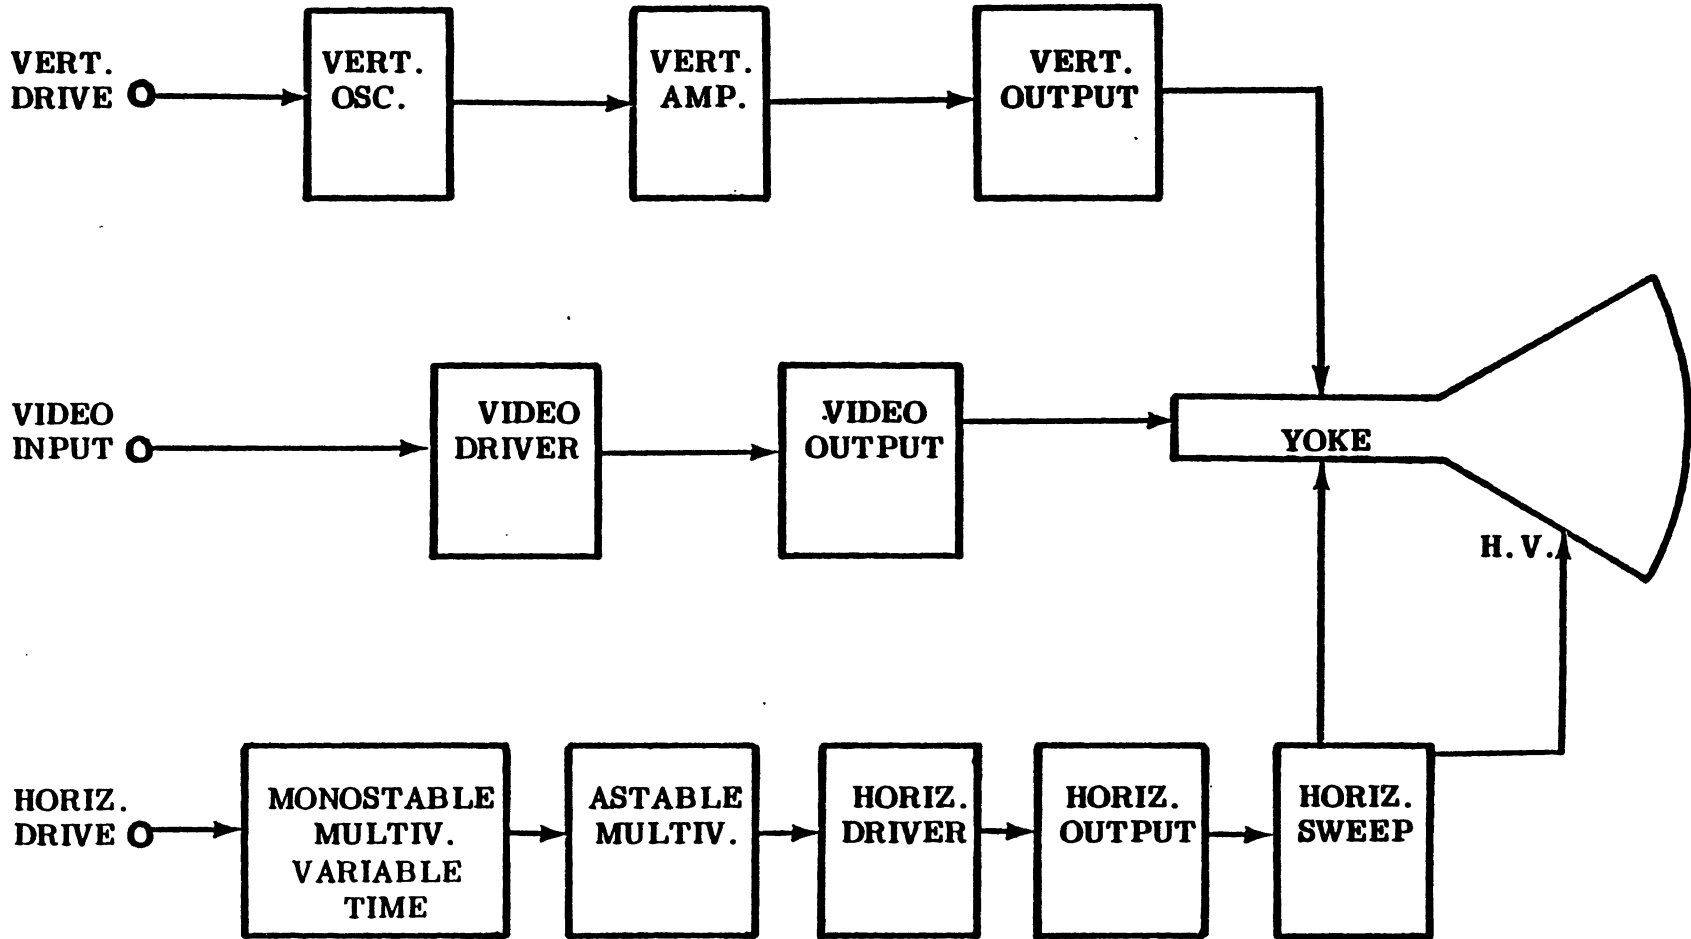 VERT.
DRIVE
VERT.
OSC.
VERT.
AMP.
VERT.
OUTPUT
VIDEO
INPUT
VIDEO
DRIVER
VIDEO
OUTPUT
YOKE
H. V.
HORIZ.
DRIVE
MONOSTABLE
MULTIV.
VARIABLE
TIME
ASTABLE
MULTIV.
HORIZ.
DRIVER
HORIZ.
OUTPUT
HORIZ.
SWEEP